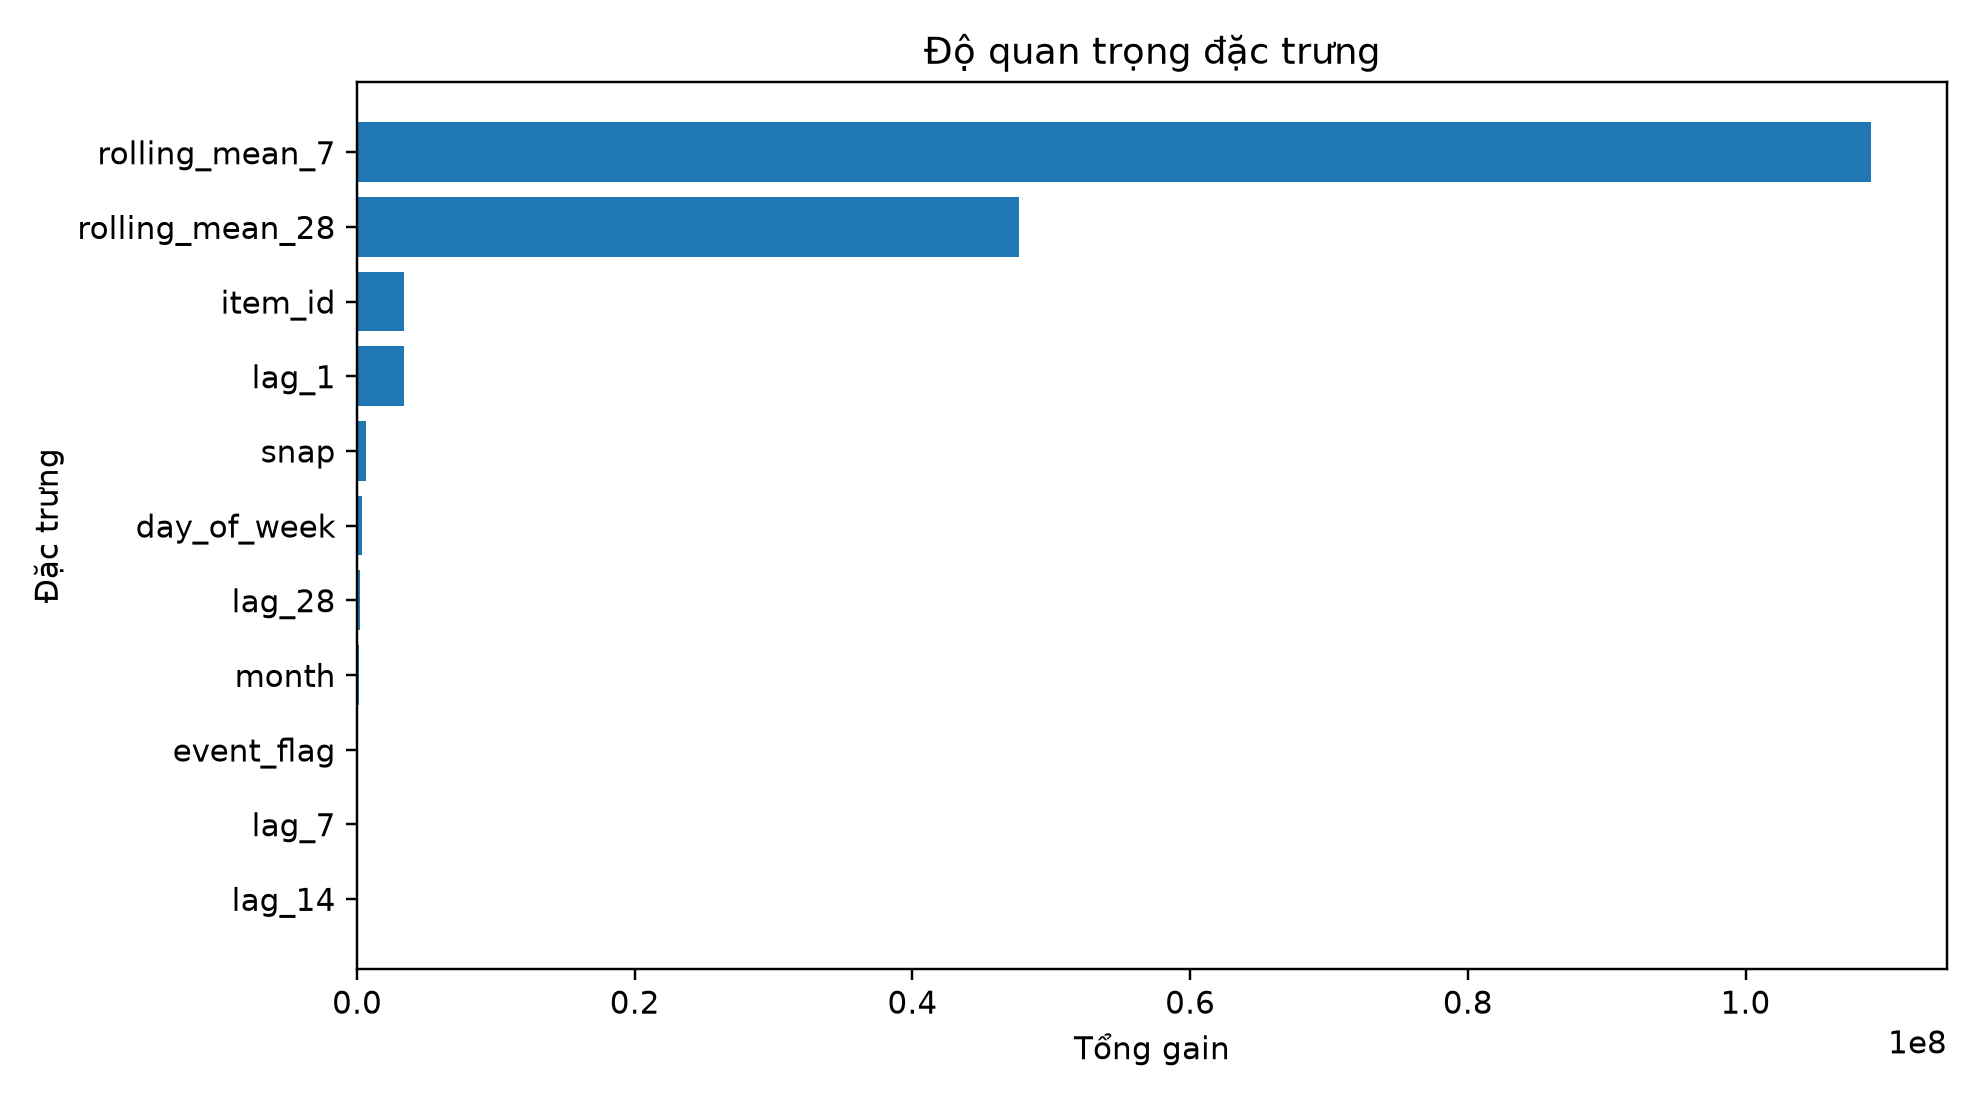 Độ quan trọng đặc trưng
rolling_mean_7
rolling_mean_28
item_id
lag_1
snap
day_of_week
lag_28
month
event_flag
lag_7
lag_14
Đặc trưng
0.0 0.2 0.4 0.6 0.8 1.0
1e8
Tổng gain